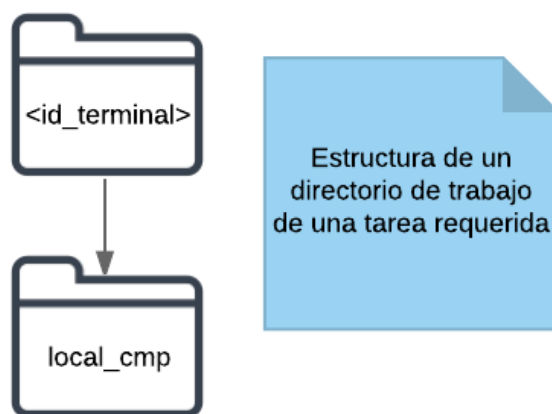 <id_terminal>
Estructura de un
directorio de trabajo
de una tarea requerida
local_cmp